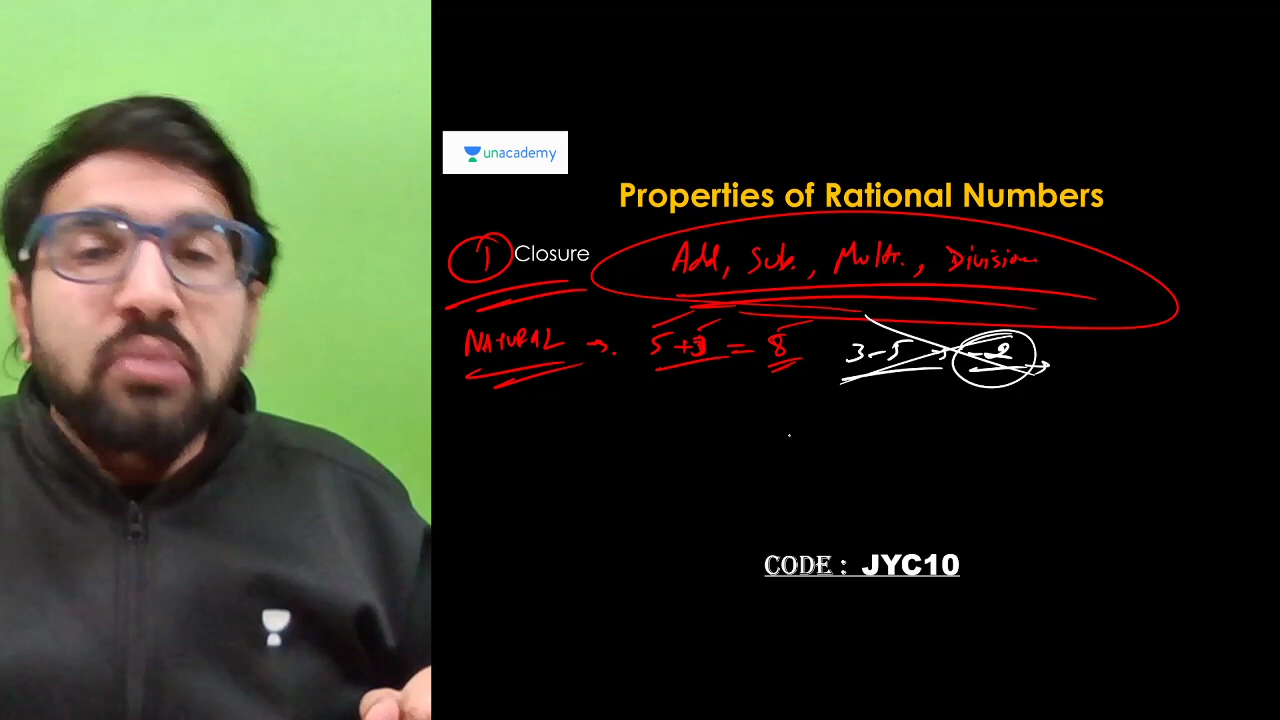 unacademy
Properties of Rational Numbers
1 Closure Add, Sub., Mult., Division
NATURAL → 5+3 = 8 3-5 → -2
CODE : JYC10